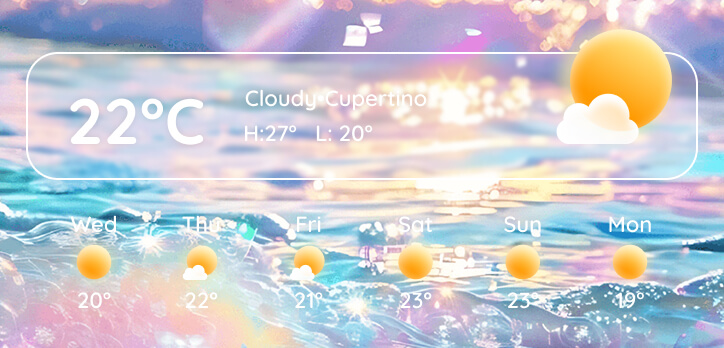 22°C
Cloudy·Cupertino
H:27° L: 20°
Wed Thu Fri Sat Sun Mon
20° 22° 21° 23° 23° 19°